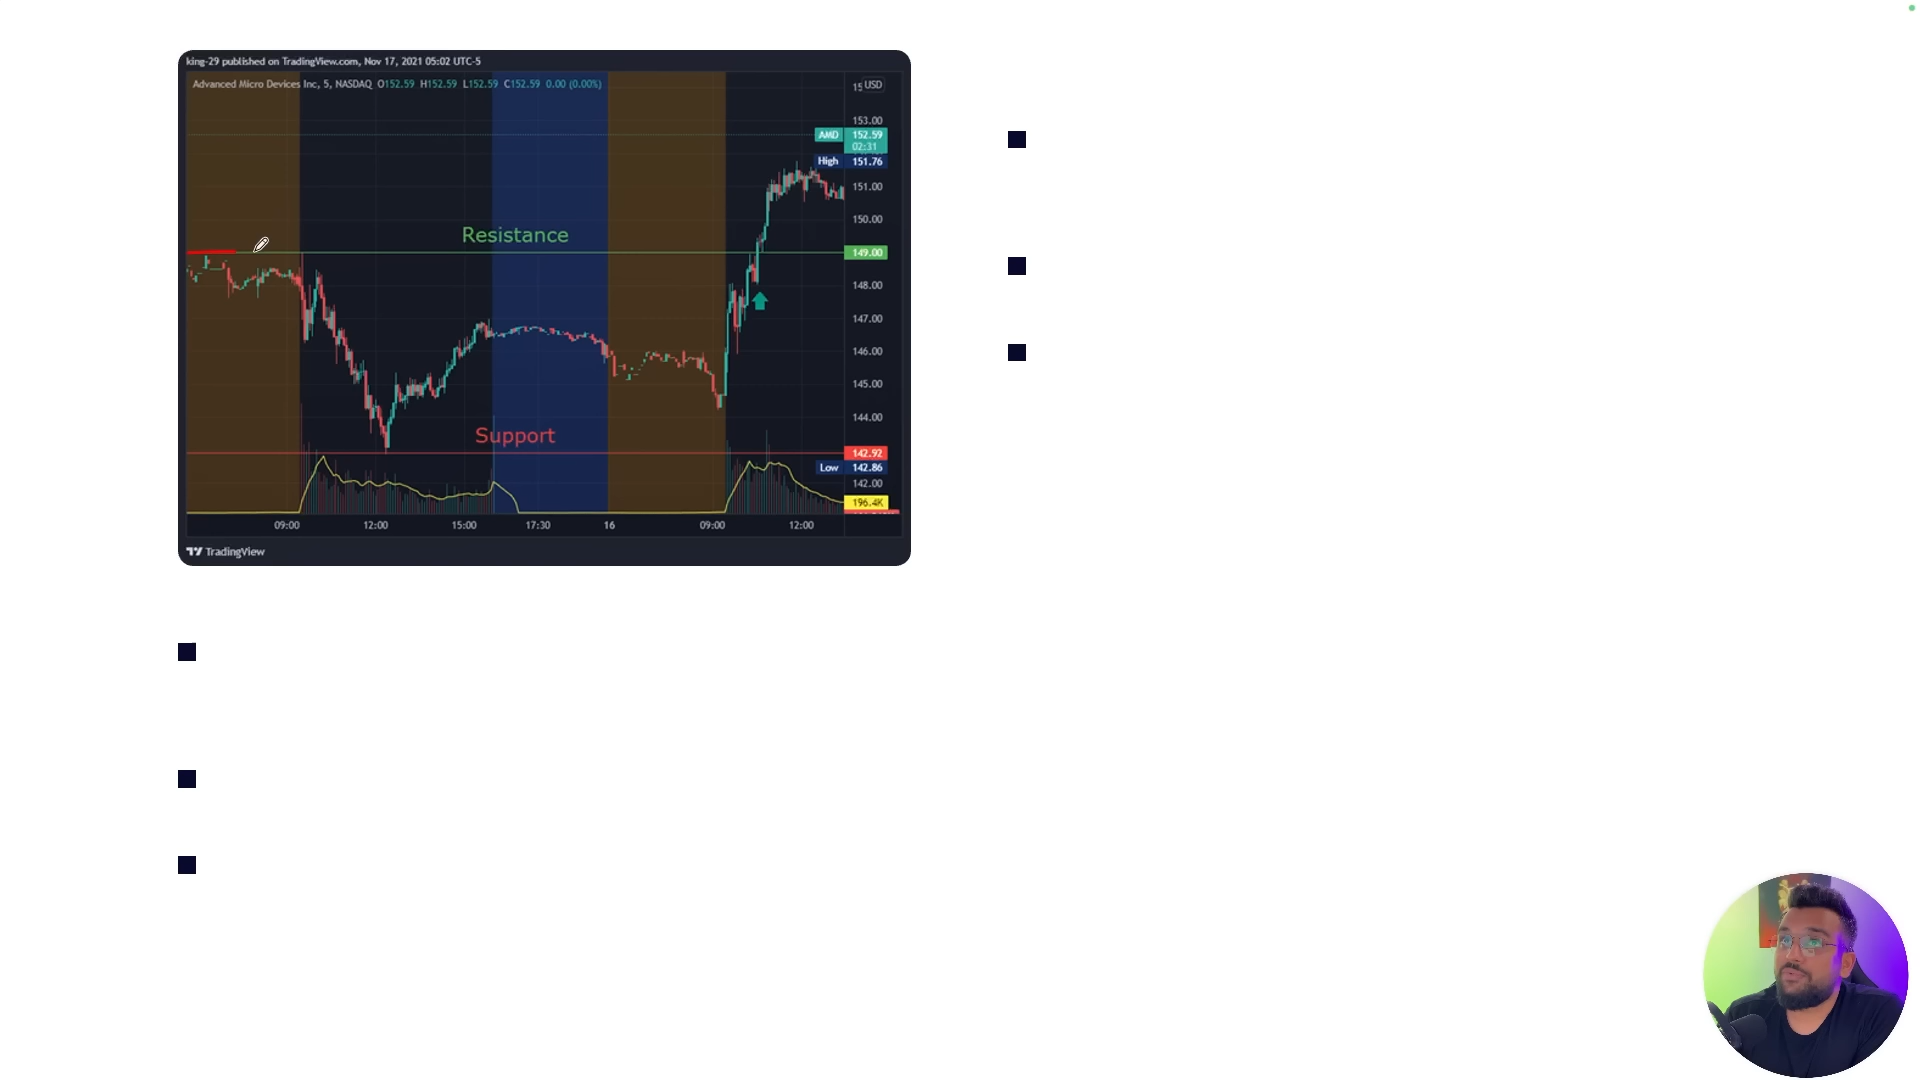 king-29 published on TradingView.com, Nov 17, 2021 05:02 UTC-5
Advanced Micro Devices Inc, 5, NASDAQ O152.59 H152.59 L152.59 C152.59 0.00 (0.00%)
USD
153.00
AMD 152.59
02:31
High 151.76
151.00
150.00
Resistance
149.00
148.00
147.00
146.00
145.00
144.00
Support
142.92
Low 142.86
142.00
196.4K
09:00 12:00 15:00 17:30 16 09:00 12:00
TradingView